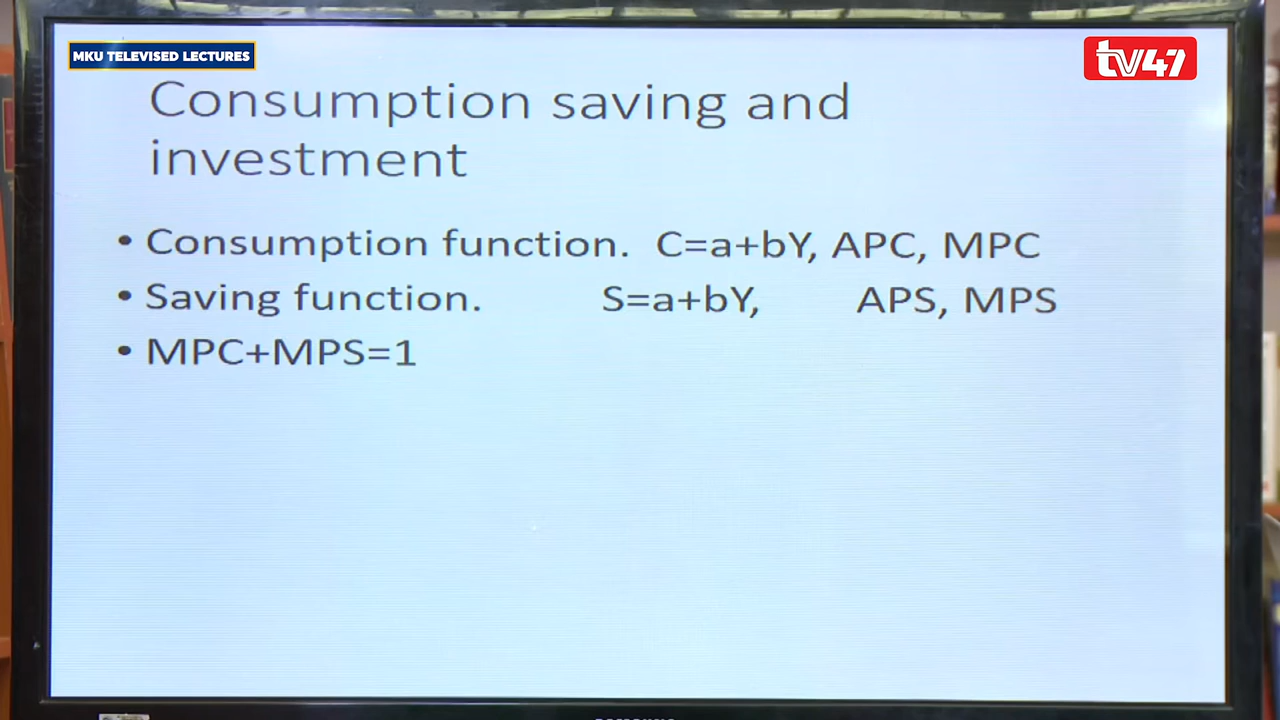 MKU TELEVISED LECTURES
tv47
Consumption saving and
investment
• Consumption function. C=a+bY, APC, MPC
• Saving function. S=a+bY, APS, MPS
• MPC+MPS=1